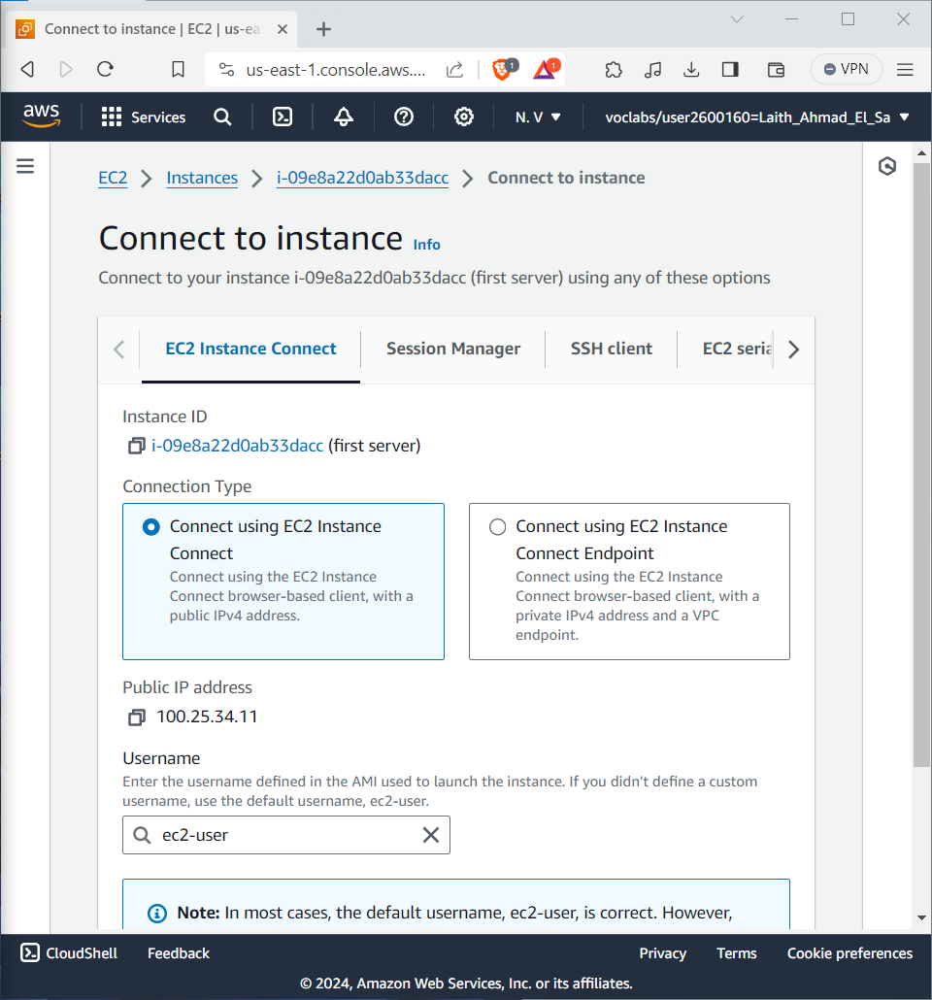 Connect to instance | EC2 | us-ea
us-east-1.console.aws....
1
1
VPN
aws
Services
N. V
voclabs/user2600160=Laith_Ahmad_El_Sa
EC2
Instances
i-09e8a22d0ab33dacc
Connect to instance
Connect to instance Info
Connect to your instance i-09e8a22d0ab33dacc (first server) using any of these options
EC2 Instance Connect
Session Manager
SSH client
EC2 seria
Instance ID
i-09e8a22d0ab33dacc (first server)
Connection Type
Connect using EC2 Instance
Connect
Connect using the EC2 Instance
Connect browser-based client, with a
public IPv4 address.
Connect using EC2 Instance
Connect Endpoint
Connect using the EC2 Instance
Connect browser-based client, with a
private IPv4 address and a VPC
endpoint.
Public IP address
100.25.34.11
Username
Enter the username defined in the AMI used to launch the instance. If you didn't define a custom
username, use the default username, ec2-user.
ec2-user
Note: In most cases, the default username, ec2-user, is correct. However,
CloudShell
Feedback
Privacy
Terms
Cookie preferences
© 2024, Amazon Web Services, Inc. or its affiliates.